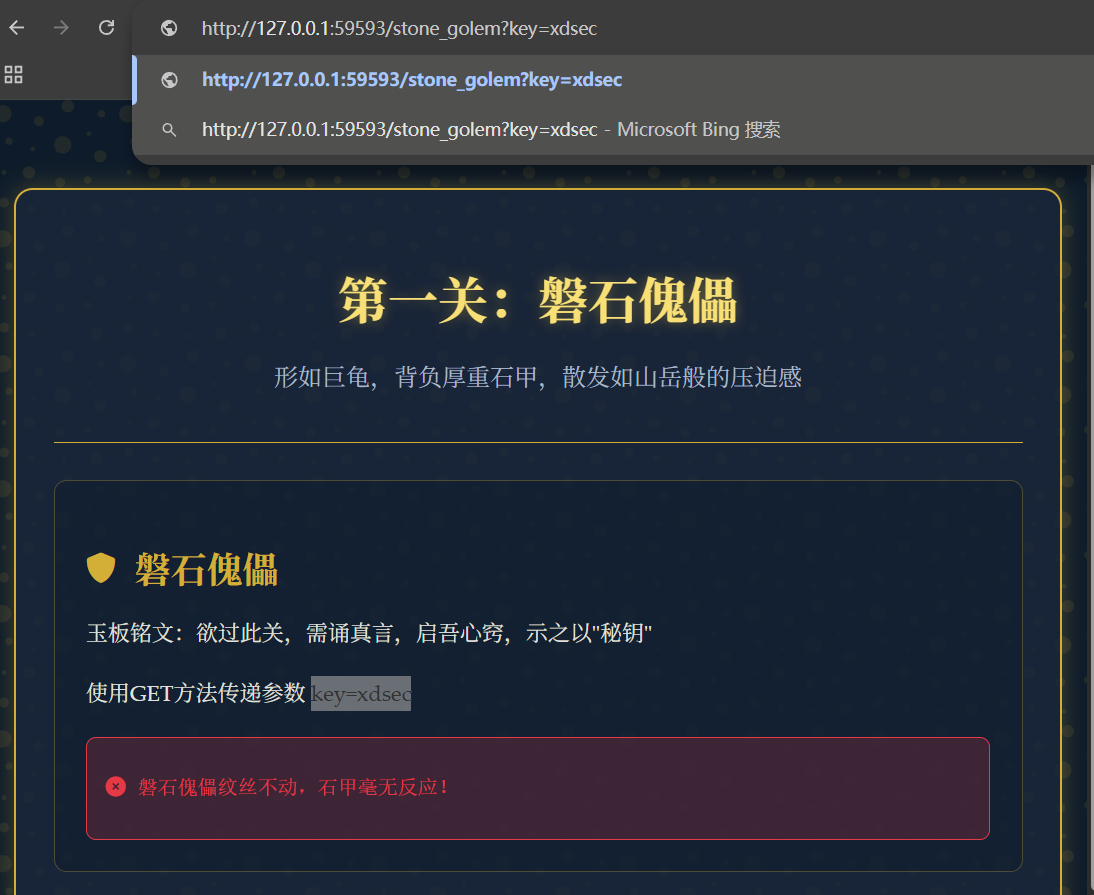 http://127.0.0.1:59593/stone_golem?key=xdsec
http://127.0.0.1:59593/stone_golem?key=xdsec
http://127.0.0.1:59593/stone_golem?key=xdsec - Microsoft Bing 搜索
第一关：磐石傀儡
形如巨龟，背负厚重石甲，散发如山岳般的压迫感
磐石傀儡
玉板铭文：欲过此关，需诵真言，启吾心窍，示之以"秘钥"
使用GET方法传递参数 key=xdsec
磐石傀儡纹丝不动，石甲毫无反应！